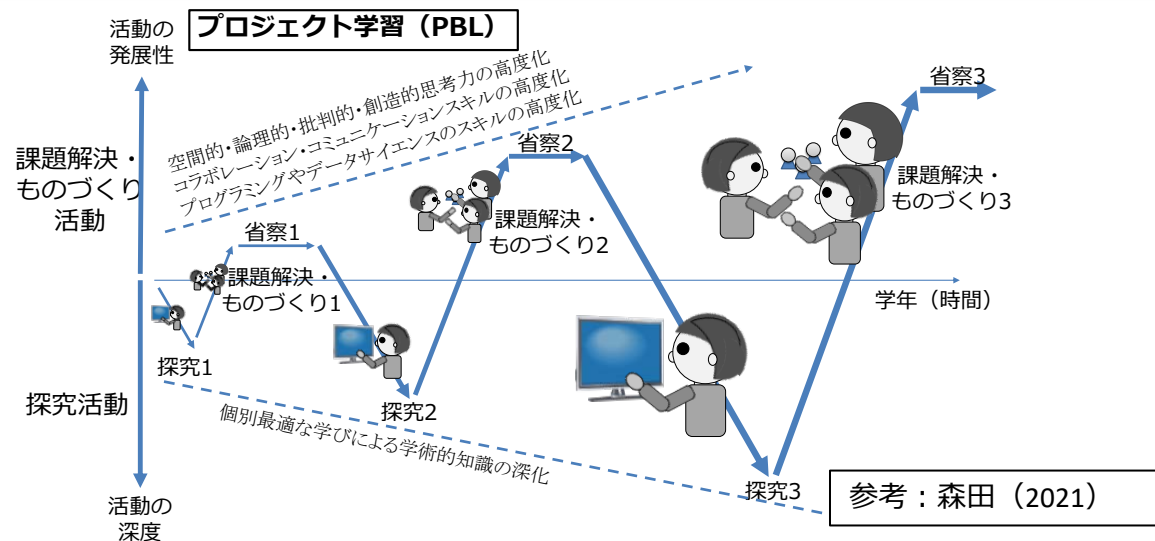 活動の
発展性
プロジェクト学習（PBL）
空間的・論理的・批判的・創造的思考力の高度化
コラボレーション・コミュニケーションスキルの高度化
プログラミングやデータサイエンスのスキルの高度化
課題解決・
ものづくり
活動
省察1
課題解決・
ものづくり1
省察2
課題解決・
ものづくり2
省察3
課題解決・
ものづくり3
学年（時間）
探究1
探究2
探究3
探究活動
個別最適な学びによる学術的知識の深化
活動の
深度
参考：森田（2021）